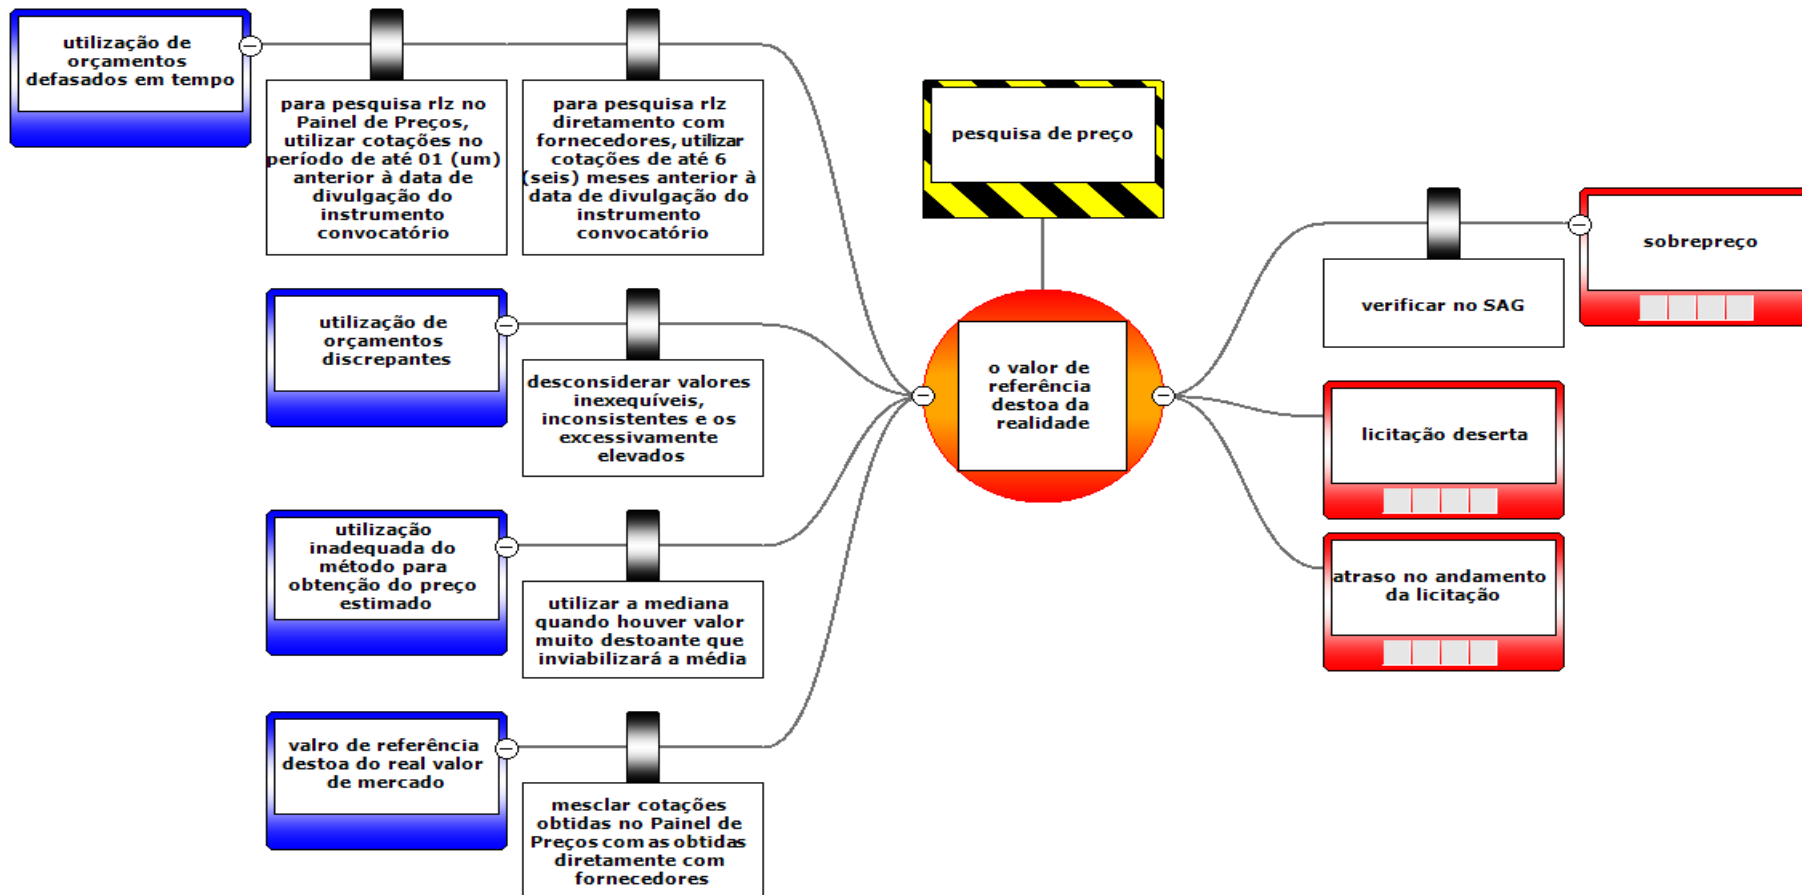 utilização de
orçamentos
defasados em tempo
para pesquisa rlz no
Painel de Preços,
utilizar cotações no
período de até 01 (um)
anterior à data de
divulgação do
instrumento
convocatório
para pesquisa rlz
diretamento com
fornecedores, utilizar
cotações de até 6
(seis) meses anterior à
data de divulgação do
instrumento
convocatório
utilização de
orçamentos
discrepantes
desconsiderar valores
inexequíveis,
inconsistentes e os
excessivamente
elevados
utilização
inadequada do
método para
obtenção do preço
estimado
utilizar a mediana
quando houver valor
muito destoante que
inviabilizará a média
valro de referência
destoa do real valor
de mercado
mesclar cotações
obtidas no Painel de
Preços com as obtidas
diretamente com
fornecedores
pesquisa de preço
o valor de
referência
destoa da
realidade
verificar no SAG
sobrepreço
licitação deserta
atraso no andamento
da licitação